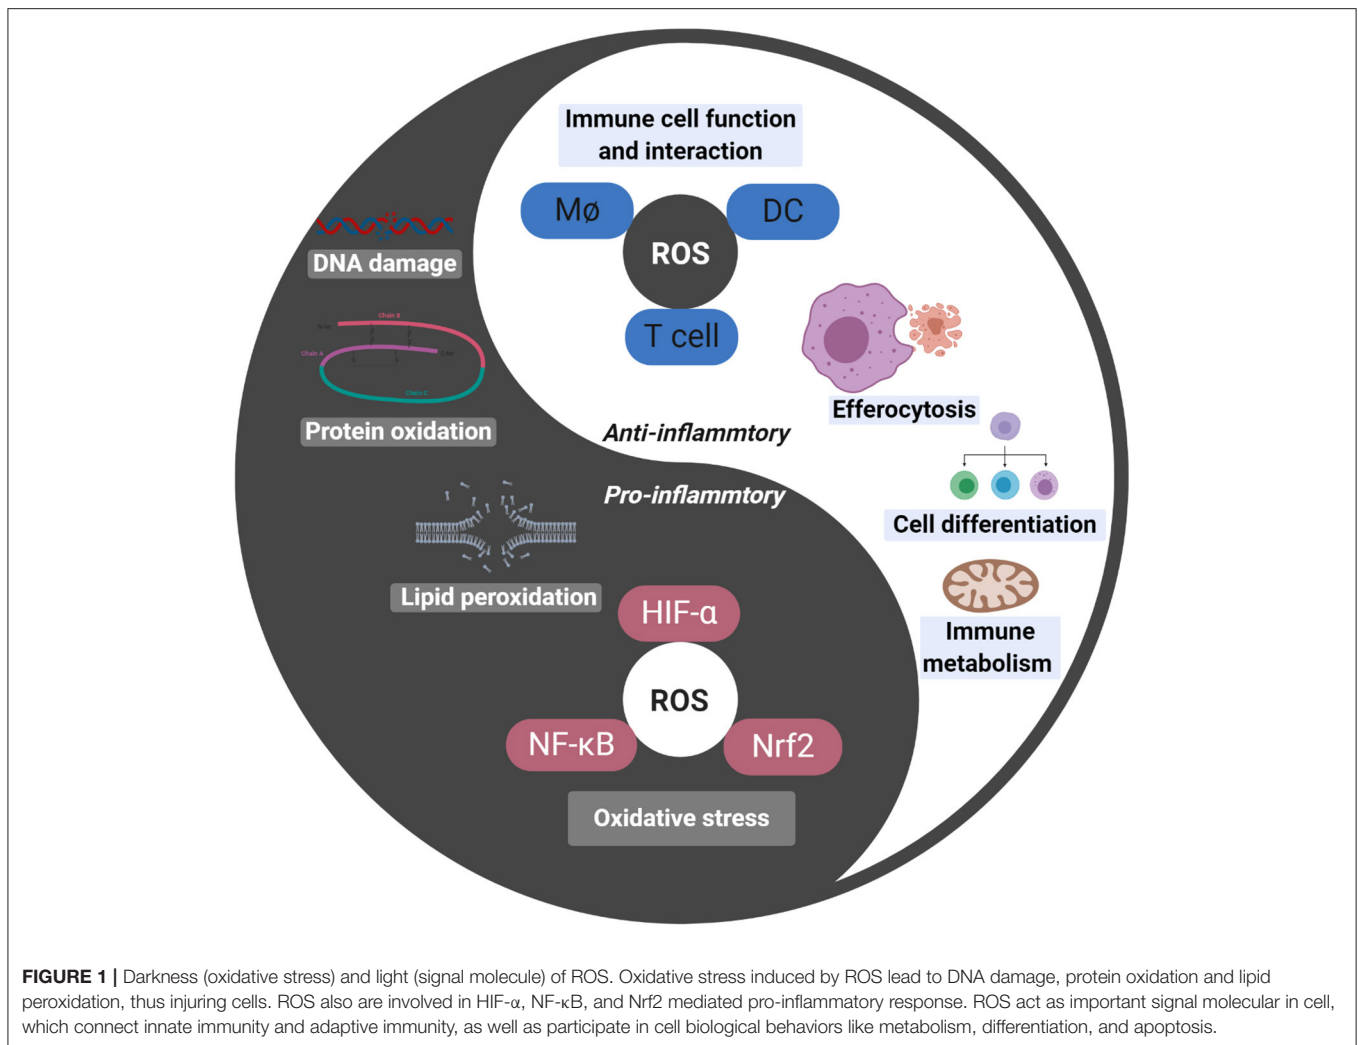 Immune cell function
and interaction
Mø
DC
ROS
T cell
DNA damage
Chain B
N-ter
Chain A
C-ter
Chain C
Protein oxidation
Efferocytosis
Anti-inflammtory
Pro-inflammtory
Cell differentiation
Lipid peroxidation
Immune
metabolism
HIF-α
ROS
NF-κB
Nrf2
Oxidative stress
FIGURE 1 | Darkness (oxidative stress) and light (signal molecule) of ROS. Oxidative stress induced by ROS lead to DNA damage, protein oxidation and lipid
peroxidation, thus injuring cells. ROS also are involved in HIF-α, NF-κB, and Nrf2 mediated pro-inflammatory response. ROS act as important signal molecular in cell,
which connect innate immunity and adaptive immunity, as well as participate in cell biological behaviors like metabolism, differentiation, and apoptosis.